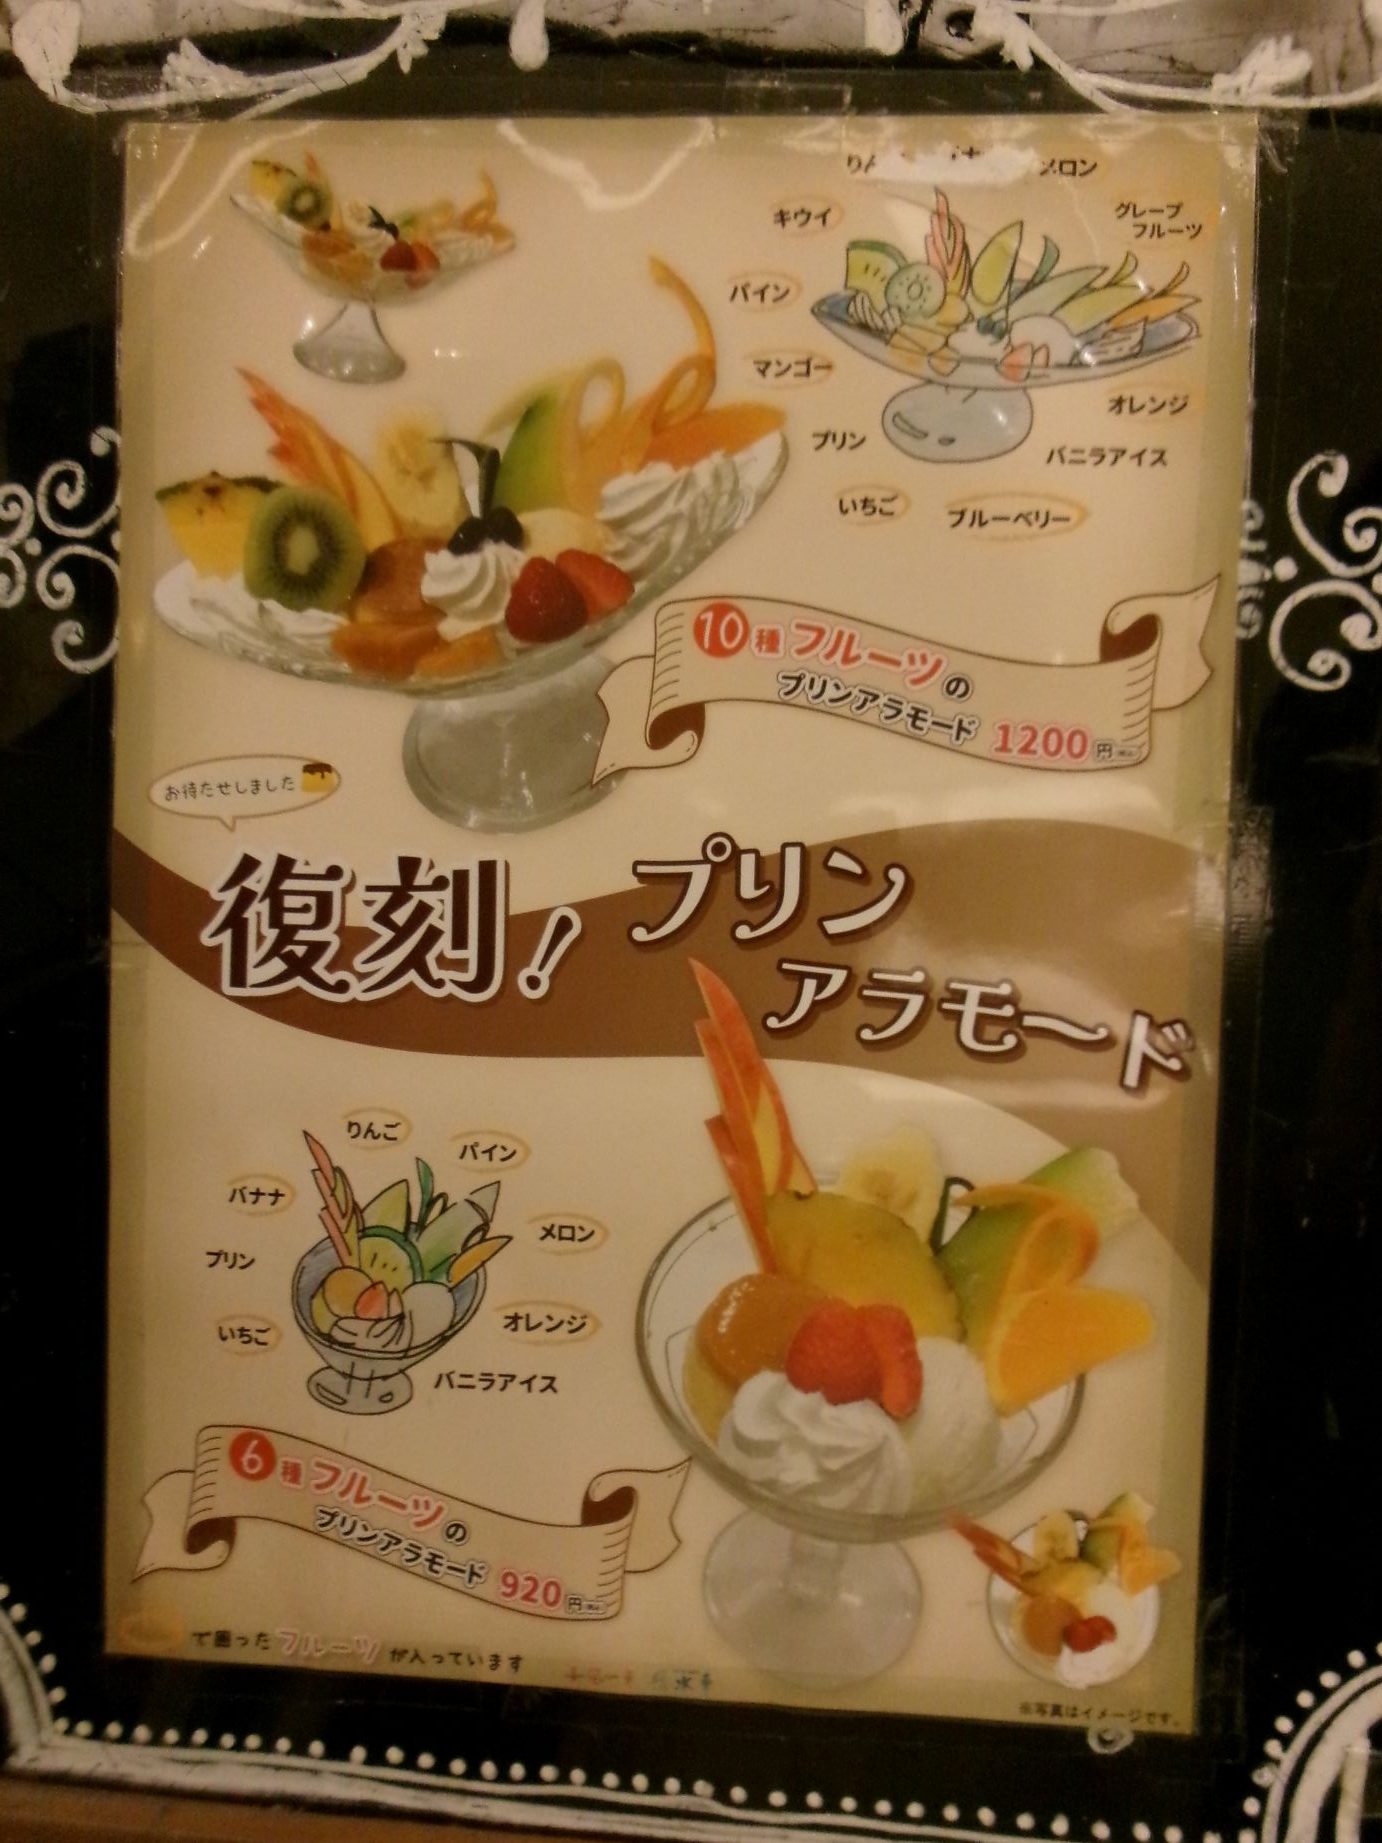 メロン
キウイ
グレープ
フルーツ
パイン
マンゴー
オレンジ
プリン
バニラアイス
いちご
ブルーベリー
10種フルーツの
プリンアラモード 1200円
お待たせしました
復刻! プリン
アラモード
りんご
パイン
バナナ
メロン
プリン
オレンジ
いちご
バニラアイス
6種フルーツの
プリンアラモード 920円
で囲ったフルーツが入っています
※写真はイメージです。